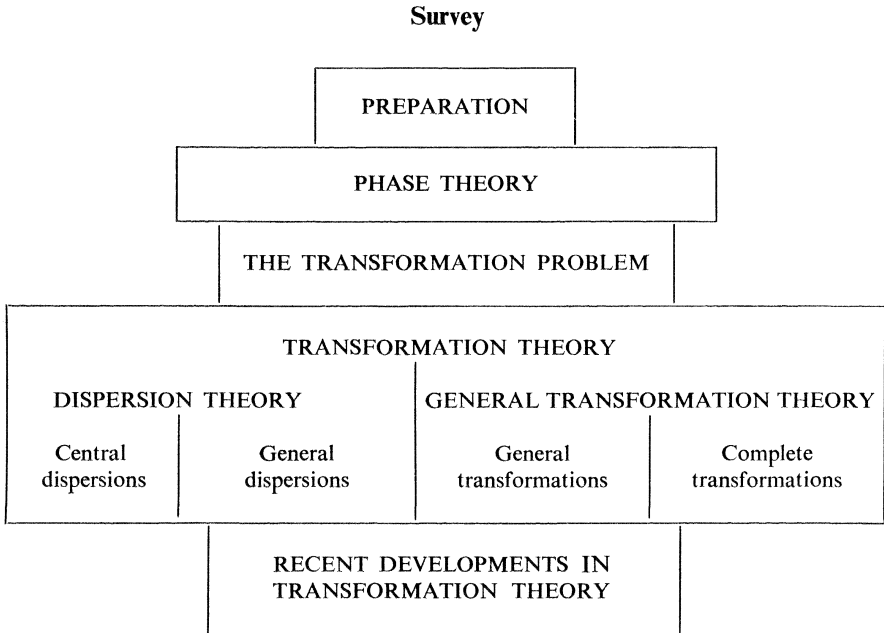 Survey
PREPARATION
PHASE THEORY
THE TRANSFORMATION PROBLEM
TRANSFORMATION THEORY
DISPERSION THEORY
Central
dispersions
General
dispersions
GENERAL TRANSFORMATION THEORY
General
transformations
Complete
transformations
RECENT DEVELOPMENTS IN
TRANSFORMATION THEORY